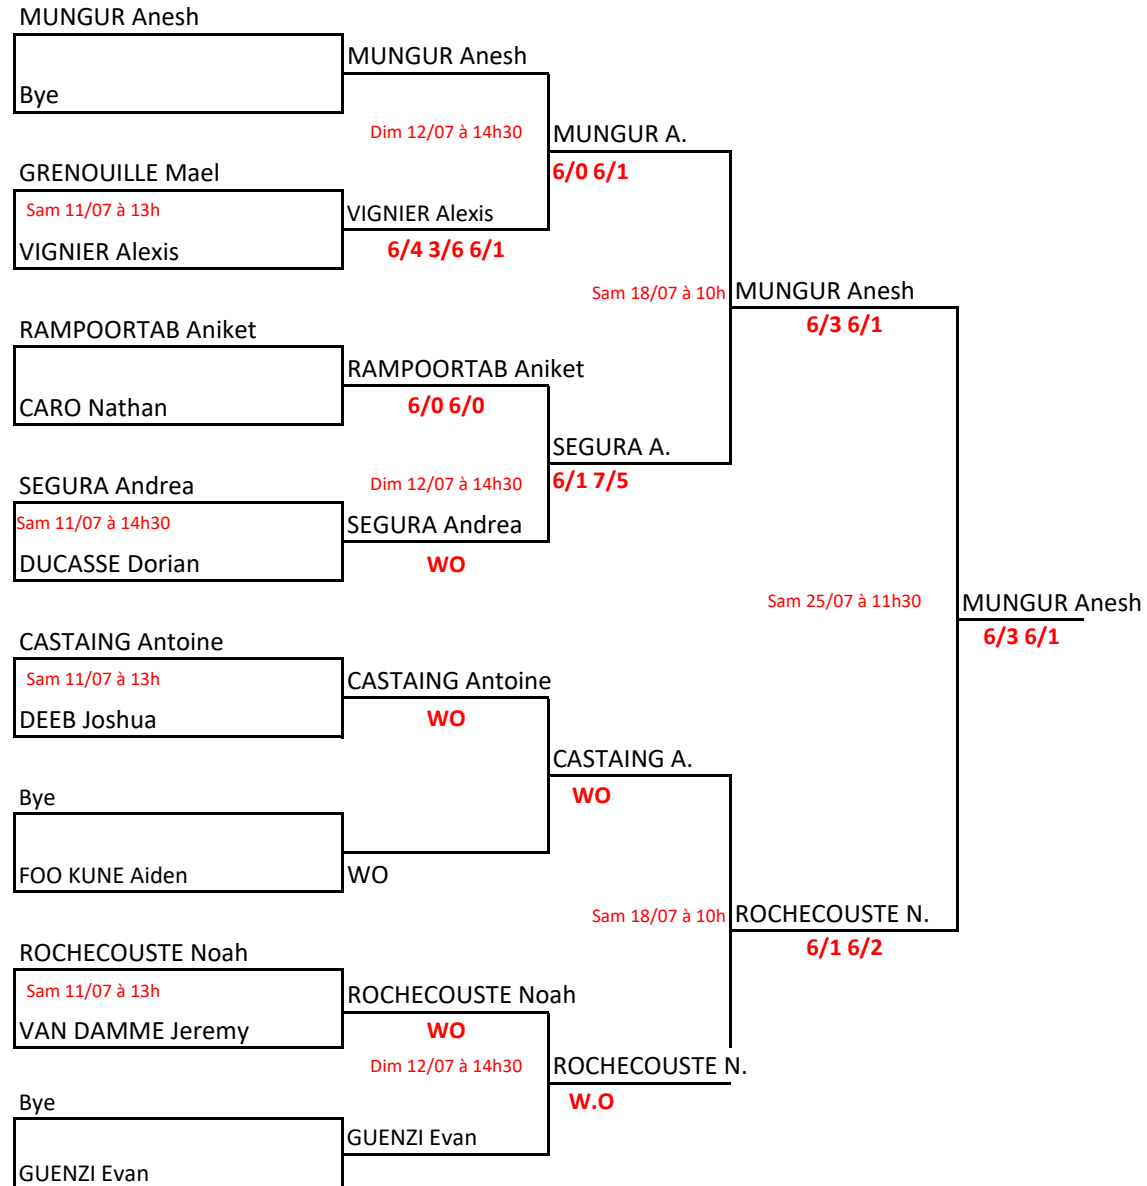 MUNGUR Anesh
MUNGUR Anesh
Bye
Dim 12/07 à 14h30
MUNGUR A.
GRENOUILLE Mael
6/0 6/1
Sam 11/07 à 13h
VIGNIER Alexis
VIGNIER Alexis
6/4 3/6 6/1
Sam 18/07 à 10h
MUNGUR Anesh
RAMPOORTAB Aniket
6/3 6/1
RAMPOORTAB Aniket
CARO Nathan
6/0 6/0
SEGURA A.
SEGURA Andrea
Dim 12/07 à 14h30
6/1 7/5
Sam 11/07 à 14h30
SEGURA Andrea
DUCASSE Dorian
WO
Sam 25/07 à 11h30
MUNGUR Anesh
6/3 6/1
CASTAING Antoine
Sam 11/07 à 13h
CASTAING Antoine
DEEB Joshua
WO
CASTAING A.
Bye
WO
FOO KUNE Aiden
WO
Sam 18/07 à 10h
ROCHECOUSTE N.
ROCHECOUSTE Noah
6/1 6/2
Sam 11/07 à 13h
ROCHECOUSTE Noah
VAN DAMME Jeremy
WO
Dim 12/07 à 14h30
ROCHECOUSTE N.
Bye
W.O
GUENZI Evan
GUENZI Evan